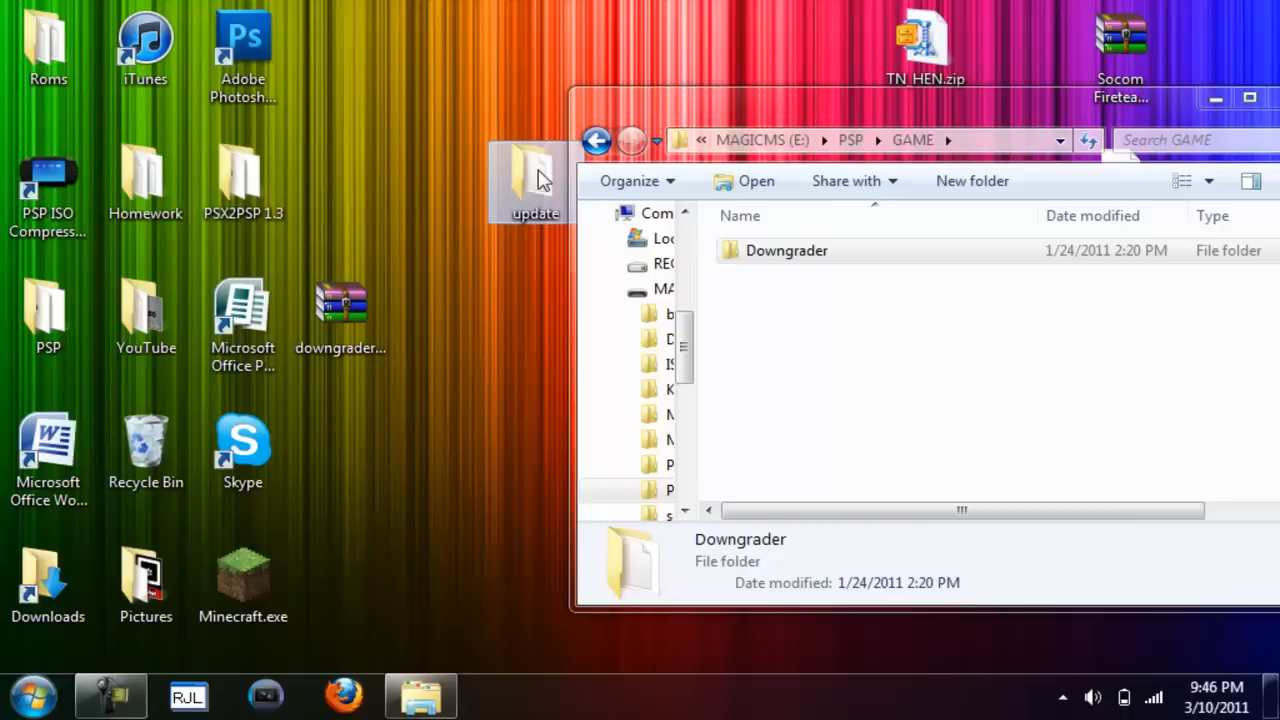 Roms
iTunes
Adobe
Photosh...
TN_HEN.zip
Socom
Firetea...
« MAGICMS (E:) PSP GAME
Search GAME
Organize
Open
Share with
New folder
PSP ISO
Compress...
Homework
PSX2PSP 1.3
update
Com
Name
Date modified
Type
Loc
Downgrader
1/24/2011 2:20 PM
File folder
REC
MA
PSP
YouTube
Microsoft
Office P...
downgrader...
Microsoft
Office Wo...
Recycle Bin
Skype
Downgrader
File folder
Date modified: 1/24/2011 2:20 PM
Downloads
Pictures
Minecraft.exe
RJL
9:46 PM
3/10/2011